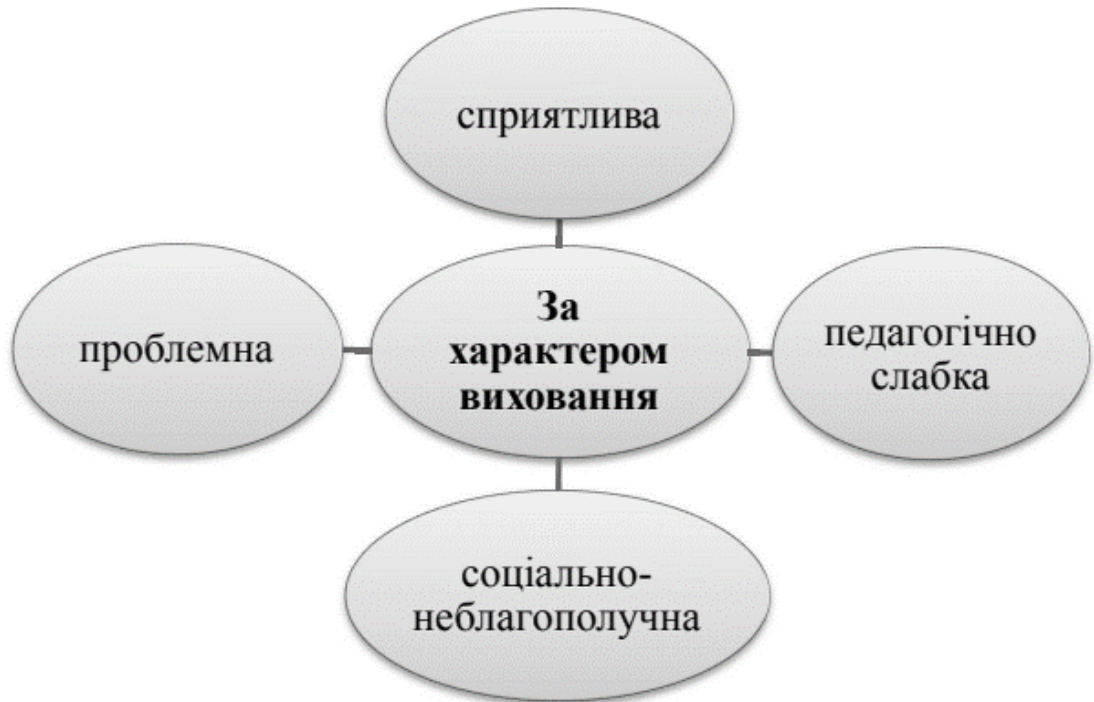 сприятлива
проблемна
За
характером
виховання
педагогічно
слабка
соціально-
неблагополучна